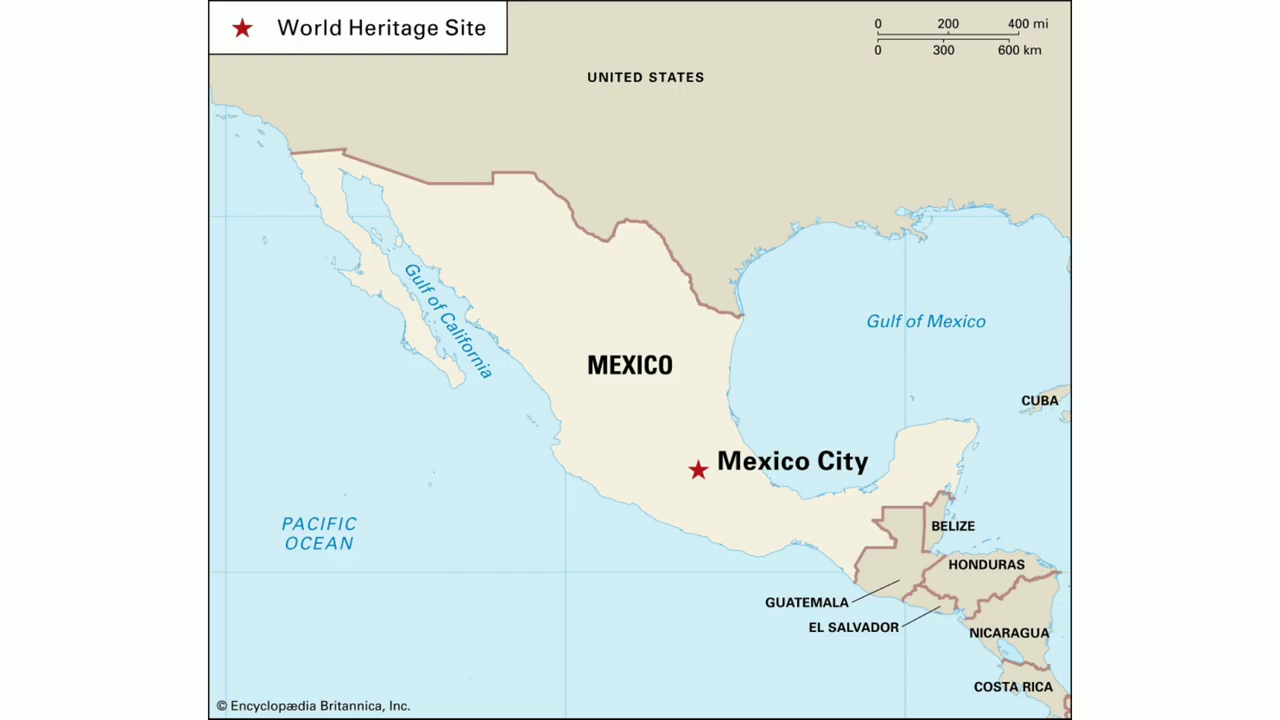 World Heritage Site
0 200 400 mi
0 300 600 km
UNITED STATES
Gulf of California
Gulf of Mexico
MEXICO
CUBA
Mexico City
PACIFIC
OCEAN
BELIZE
HONDURAS
GUATEMALA
EL SALVADOR
NICARAGUA
COSTA RICA
© Encyclopædia Britannica, Inc.